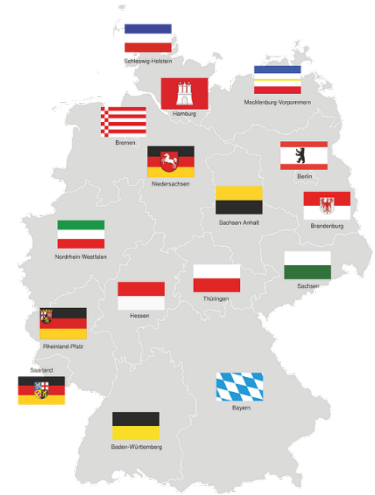 Schleswig-Holstein
Mecklenburg-Vorpommern
Hamburg
Bremen
Berlin
Niedersachsen
Sachsen-Anhalt
Brandenburg
Nordrhein-Westfalen
Sachsen
Thüringen
Hessen
Rheinland-Pfalz
Saarland
Bayern
Baden-Württemberg